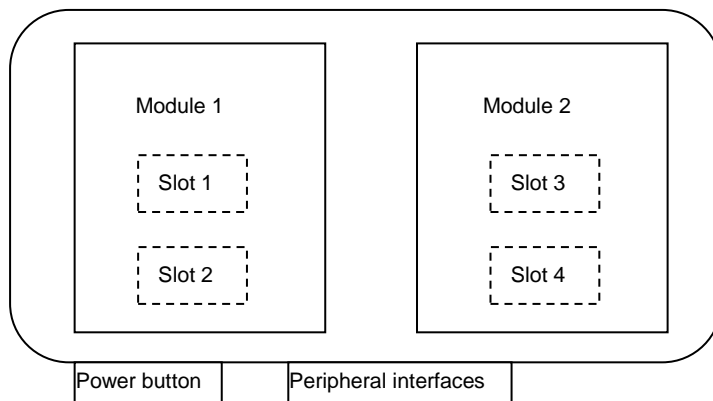 Module 1
Module 2
Slot 1
Slot 3
Slot 2
Slot 4
Power button
Peripheral interfaces